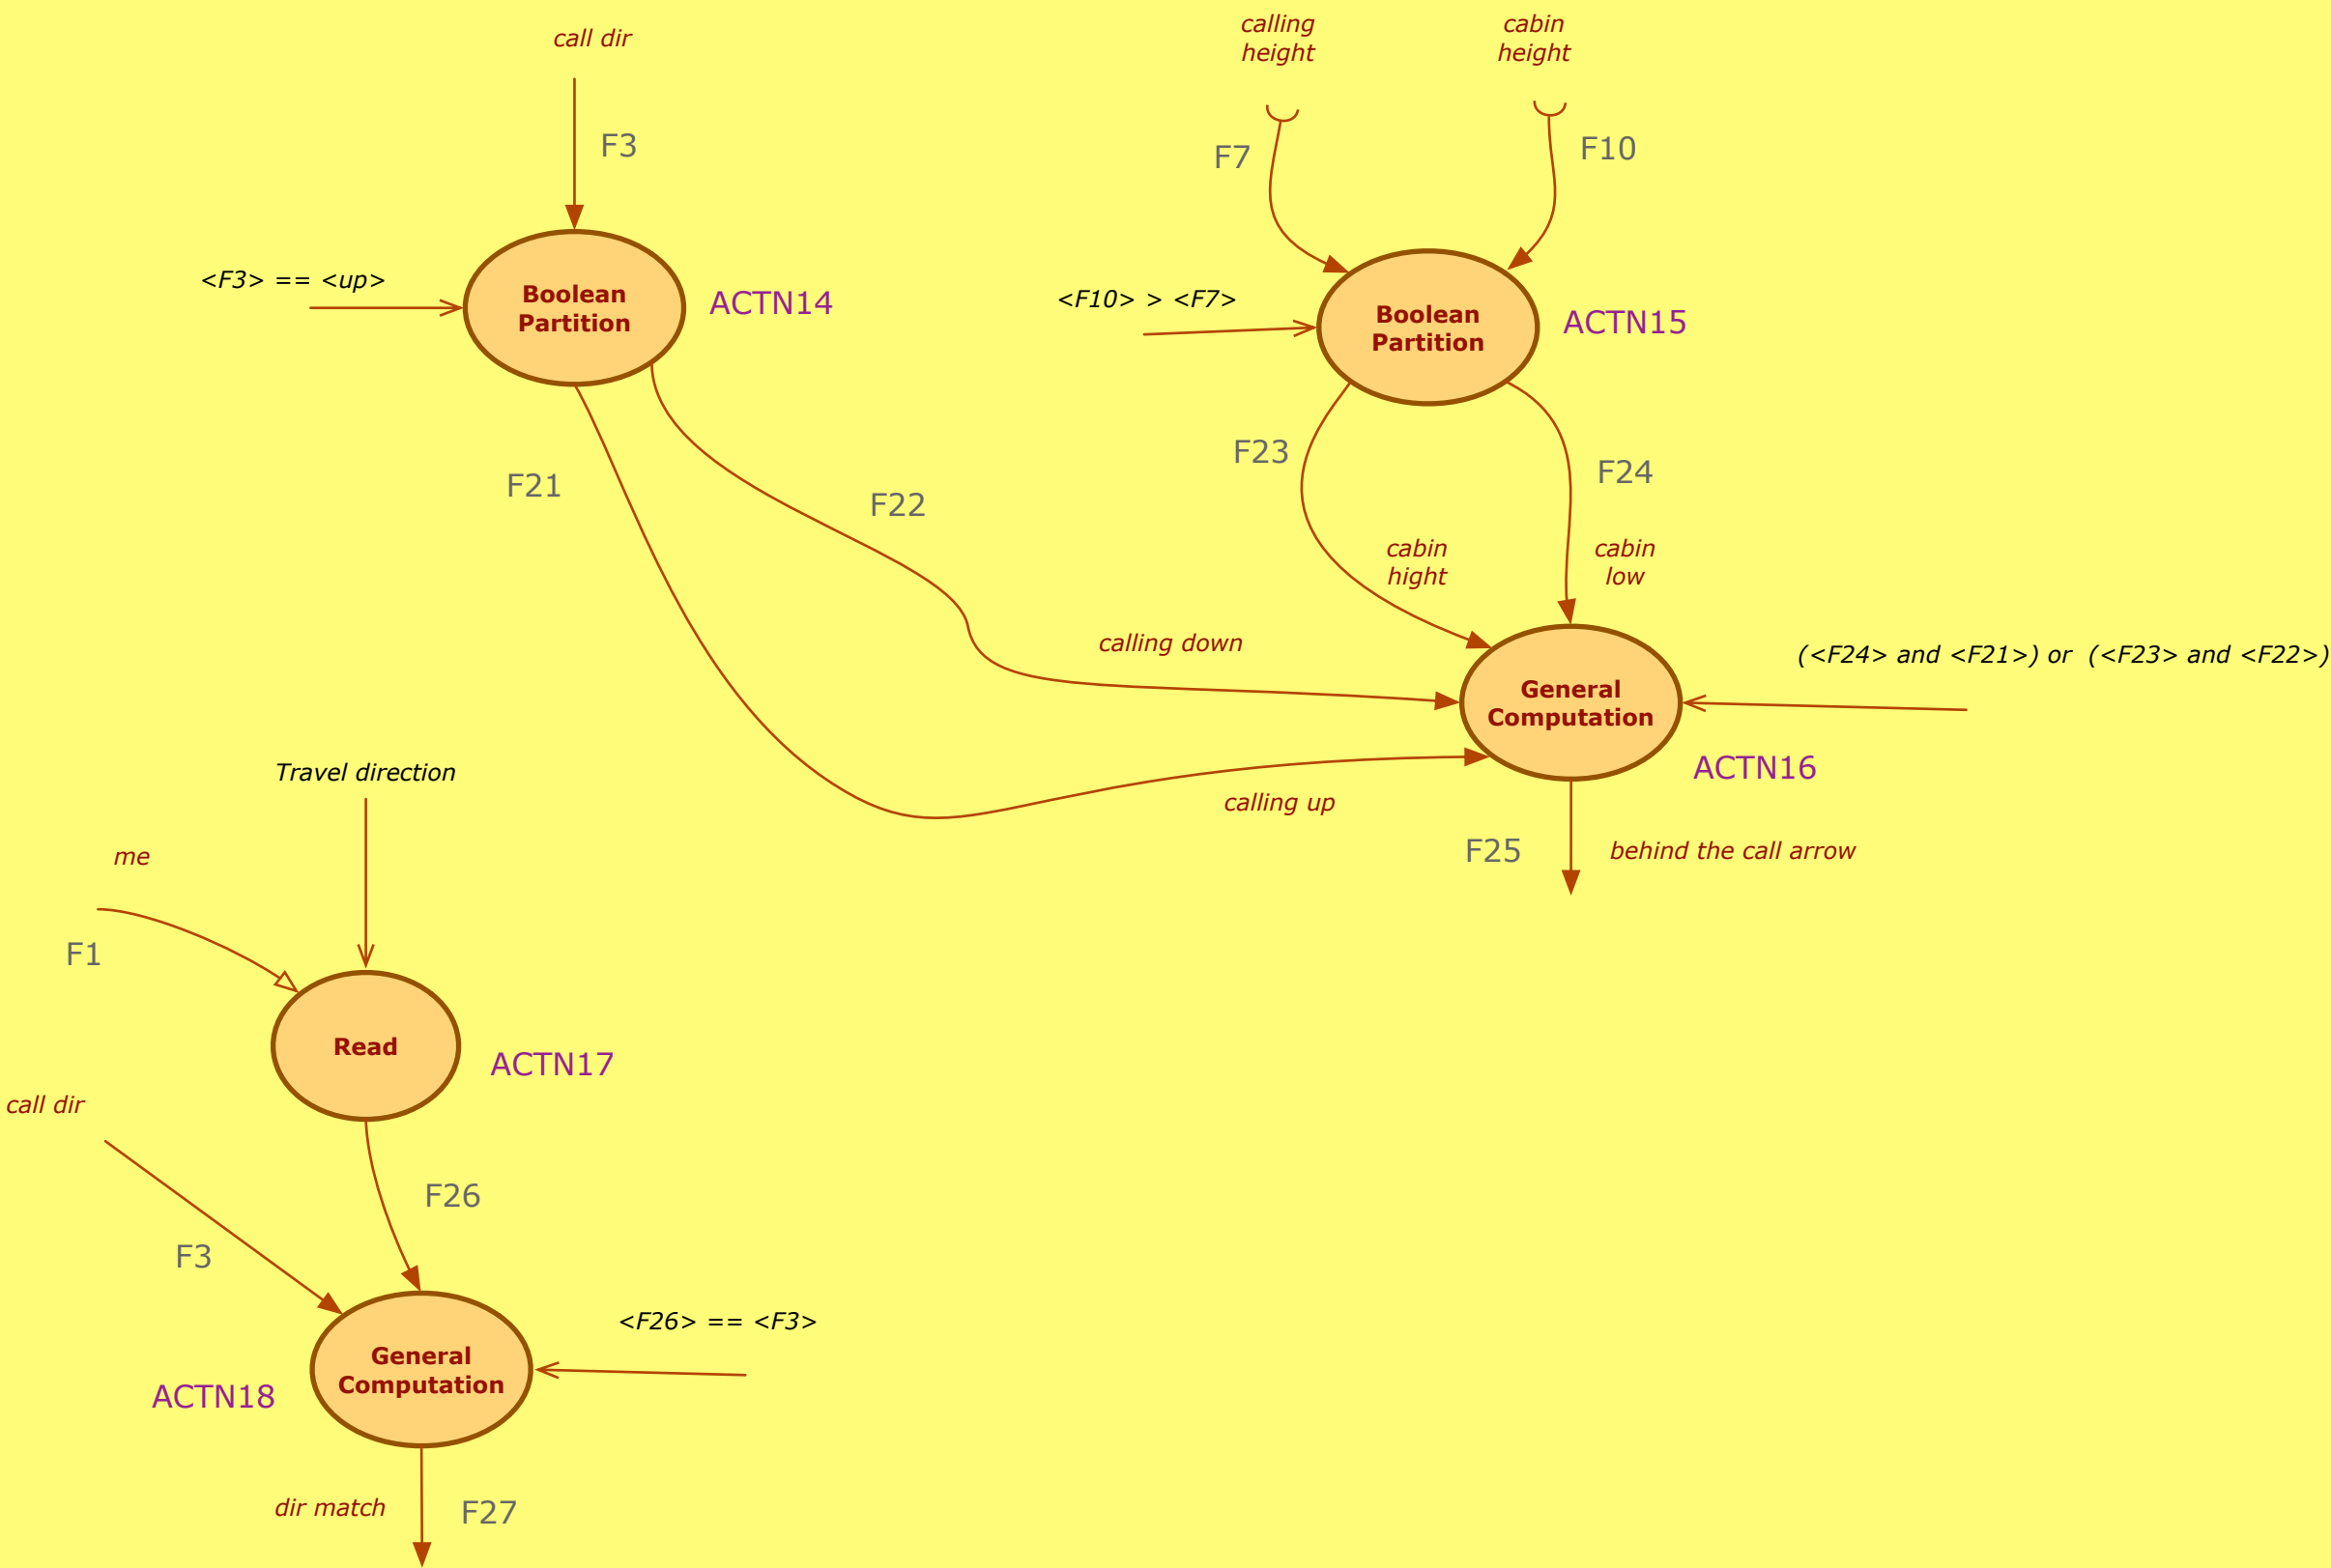 call dir
calling
height
cabin
height
F3
F7
F10
<F3> == <up>
Boolean
Partition
ACTN14
<F10> > <F7>
Boolean
Partition
ACTN15
F21
F22
F23
F24
cabin
hight
cabin
low
calling down
(<F24> and <F21>) or  (<F23> and <F22>)
General
Computation
ACTN16
calling up
F25
behind the call arrow
Travel direction
me
F1
Read
ACTN17
call dir
F26
F3
<F26> == <F3>
General
Computation
ACTN18
dir match
F27